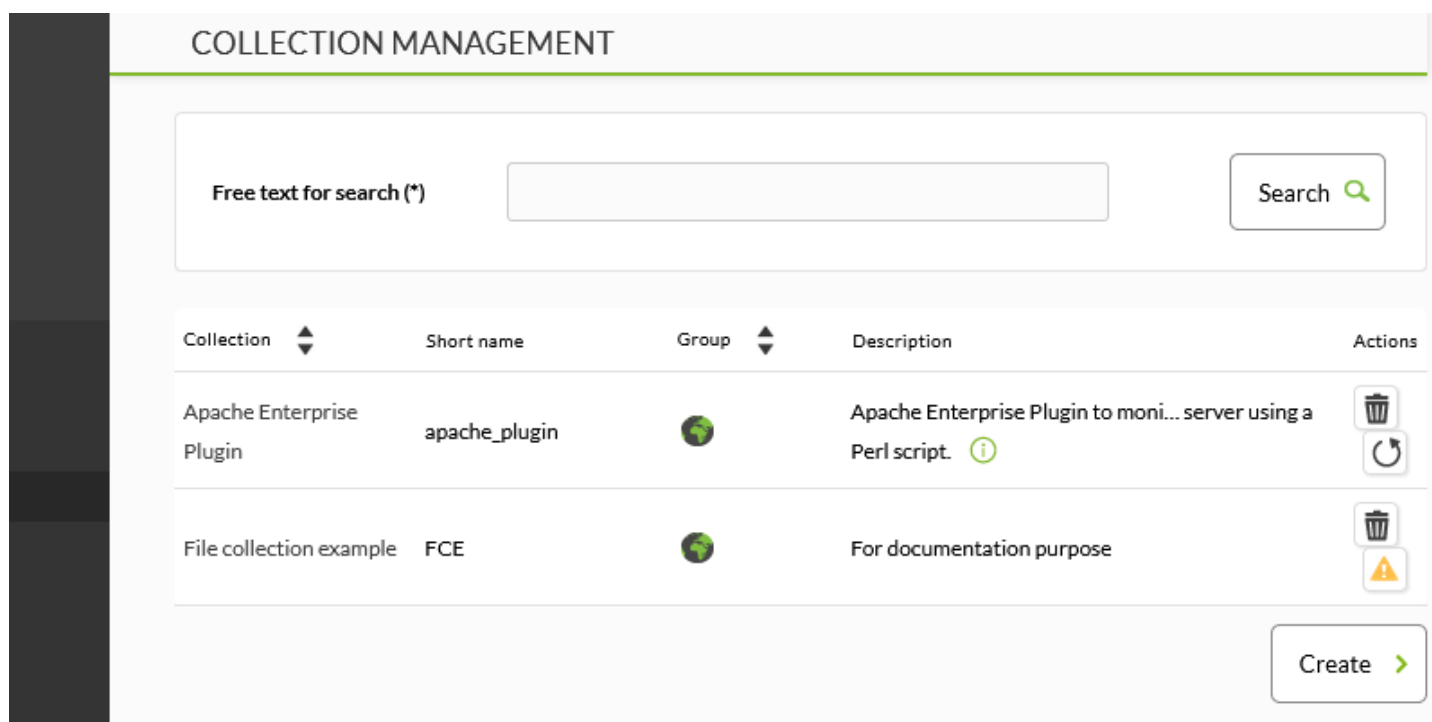 COLLECTION MANAGEMENT
Free text for search (*)
Search
Collection Short name Group Description Actions
Apache Enterprise
Plugin
apache_plugin
Apache Enterprise Plugin to moni... server using a
Perl script.
File collection example FCE For documentation purpose
Create